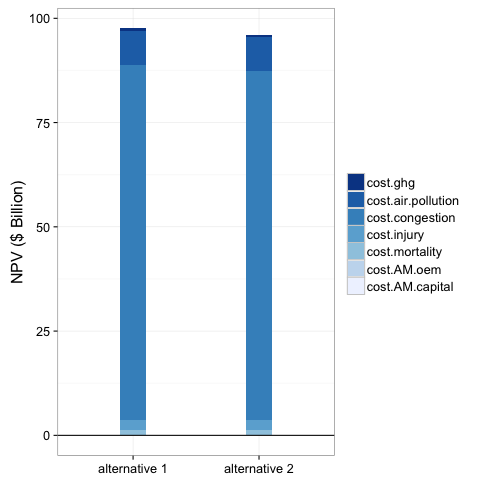 100
75
50
25
0
NPV ($ Billion)
alternative 1
alternative 2
cost.ghg
cost.air.pollution
cost.congestion
cost.injury
cost.mortality
cost.AM.oem
cost.AM.capital